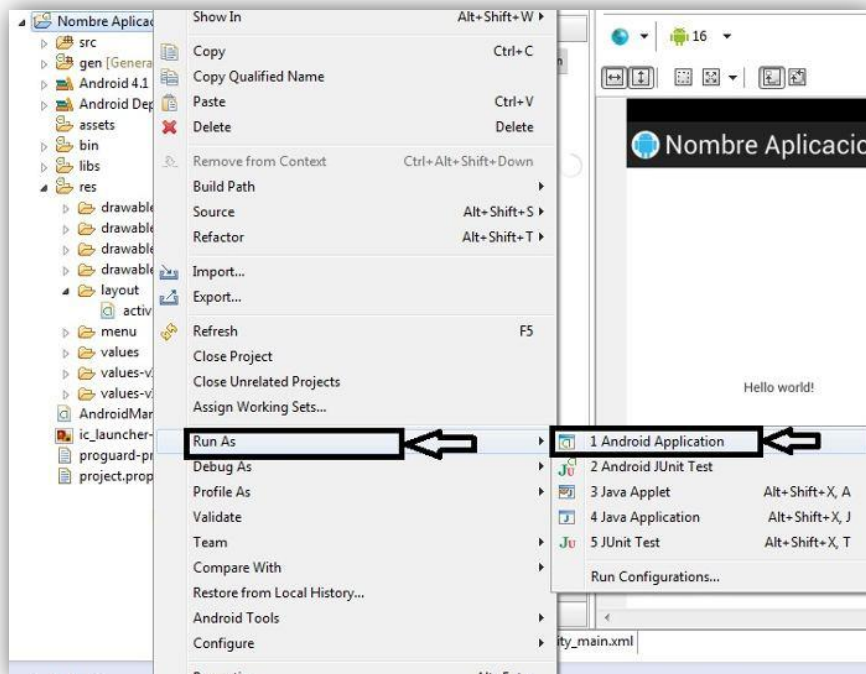 Nombre Aplicac
src
gen [Genera
Android 4.1
Android Dep
assets
bin
libs
res
drawable
drawable
drawable
drawable
layout
activ
menu
values
values-v
values-v
AndroidMar
ic_launcher-
proguard-pr
project.prop
Show In Alt+Shift+W
Copy Ctrl+C
Copy Qualified Name
Paste Ctrl+V
Delete Delete
Remove from Context Ctrl+Alt+Shift+Down
Build Path
Source Alt+Shift+S
Refactor Alt+Shift+T
Import...
Export...
Refresh F5
Close Project
Close Unrelated Projects
Assign Working Sets...
Run As
Debug As
Profile As
Validate
Team
Compare With
Restore from Local History...
Android Tools
Configure
1 Android Application
2 Android JUnit Test
3 Java Applet Alt+Shift+X, A
4 Java Application Alt+Shift+X, J
5 JUnit Test Alt+Shift+X, T
Run Configurations...
16
Nombre Aplicacio
Hello world!
ity_main.xml